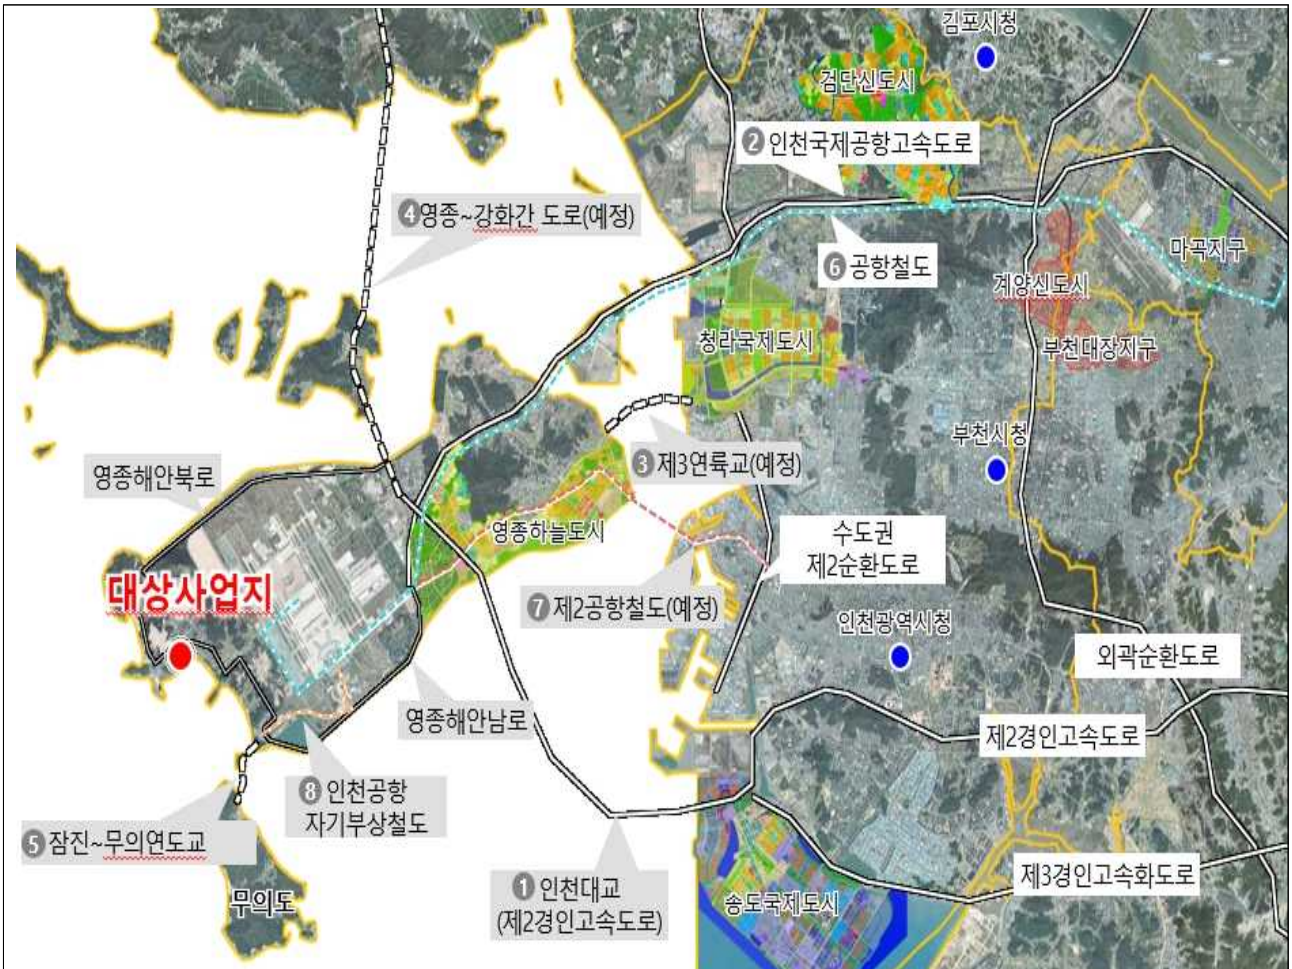 김포시청
검단신도시
❷ 인천국제공항고속도로
❹ 영종~강화간 도로(예정)
❻ 공항철도
마곡지구
계양신도시
청라국제도시
부천대장지구
부천시청
❸ 제3연륙교(예정)
영종해안북로
영종하늘도시
수도권
제2순환도로
대상사업지
❼ 제2공항철도(예정)
인천광역시청
외곽순환도로
영종해안남로
제2경인고속도로
❽ 인천공항
자기부상철도
❺ 잠진~무의연도교
제3경인고속화도로
❶ 인천대교
(제2경인고속도로)
무의도
송도국제도시